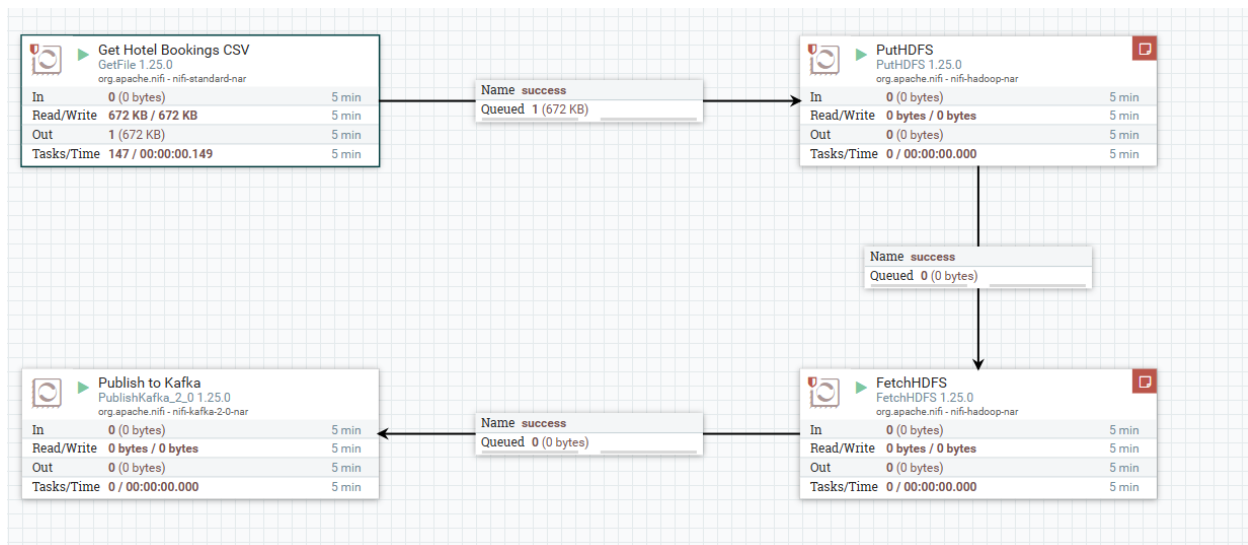 Get Hotel Bookings CSV
GetFile 1.25.0
org.apache.nifi - nifi-standard-nar
In 0 (0 bytes) 5 min
Read/Write 672 KB / 672 KB 5 min
Out 1 (672 KB) 5 min
Tasks/Time 147 / 00:00:00.149 5 min
Name success
Queued 1 (672 KB)
PutHDFS
PutHDFS 1.25.0
org.apache.nifi - nifi-hadoop-nar
In 0 (0 bytes) 5 min
Read/Write 0 bytes / 0 bytes 5 min
Out 0 (0 bytes) 5 min
Tasks/Time 0 / 00:00:00.000 5 min
Name success
Queued 0 (0 bytes)
Publish to Kafka
PublishKafka_2_0 1.25.0
org.apache.nifi - nifi-kafka-2-0-nar
In 0 (0 bytes) 5 min
Read/Write 0 bytes / 0 bytes 5 min
Out 0 (0 bytes) 5 min
Tasks/Time 0 / 00:00:00.000 5 min
Name success
Queued 0 (0 bytes)
FetchHDFS
FetchHDFS 1.25.0
org.apache.nifi - nifi-hadoop-nar
In 0 (0 bytes) 5 min
Read/Write 0 bytes / 0 bytes 5 min
Out 0 (0 bytes) 5 min
Tasks/Time 0 / 00:00:00.000 5 min